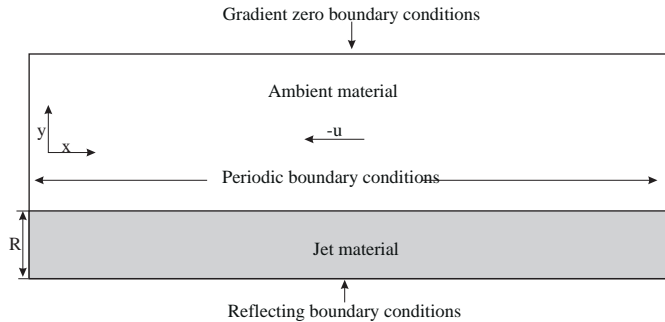 Gradient zero boundary conditions
Ambient material
-u
y
x
Periodic boundary conditions
R
Jet material
Reflecting boundary conditions